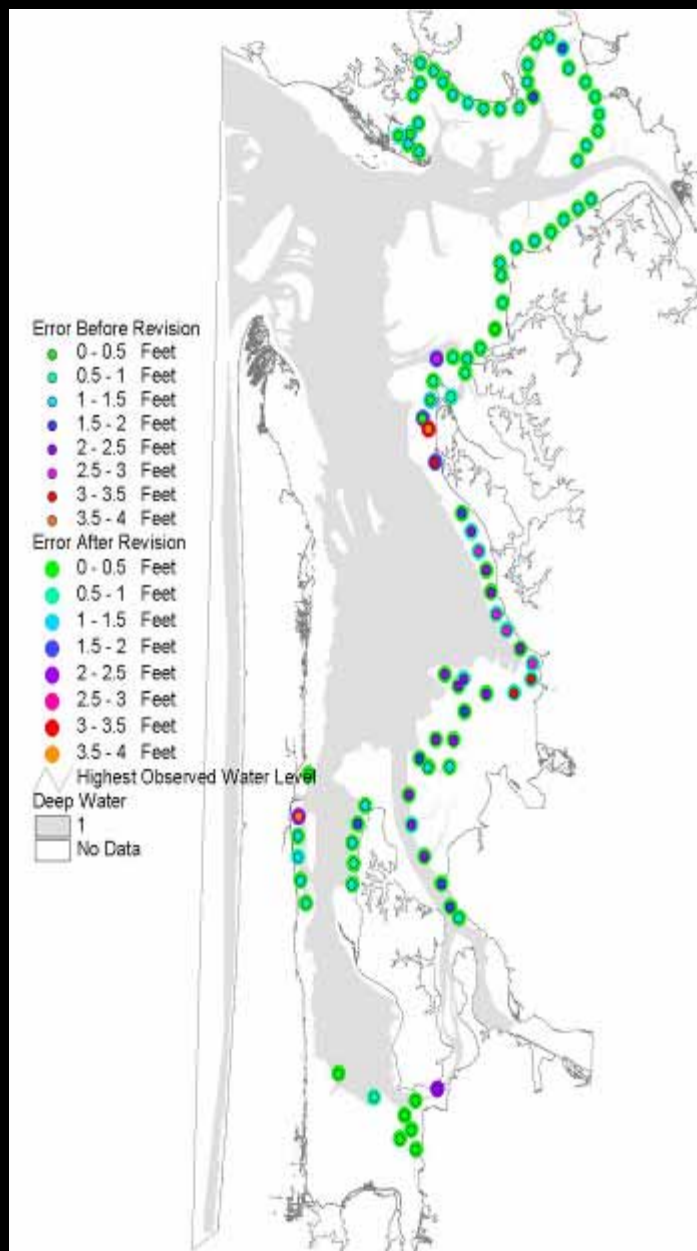 Error Before Revision
0 - 0.5 Feet
0.5 - 1 Feet
1 - 1.5 Feet
1.5 - 2 Feet
2 - 2.5 Feet
2.5 - 3 Feet
3 - 3.5 Feet
3.5 - 4 Feet
Error After Revision
0 - 0.5 Feet
0.5 - 1 Feet
1 - 1.5 Feet
1.5 - 2 Feet
2 - 2.5 Feet
2.5 - 3 Feet
3 - 3.5 Feet
3.5 - 4 Feet
Highest Observed Water Level
Deep Water
1
No Data